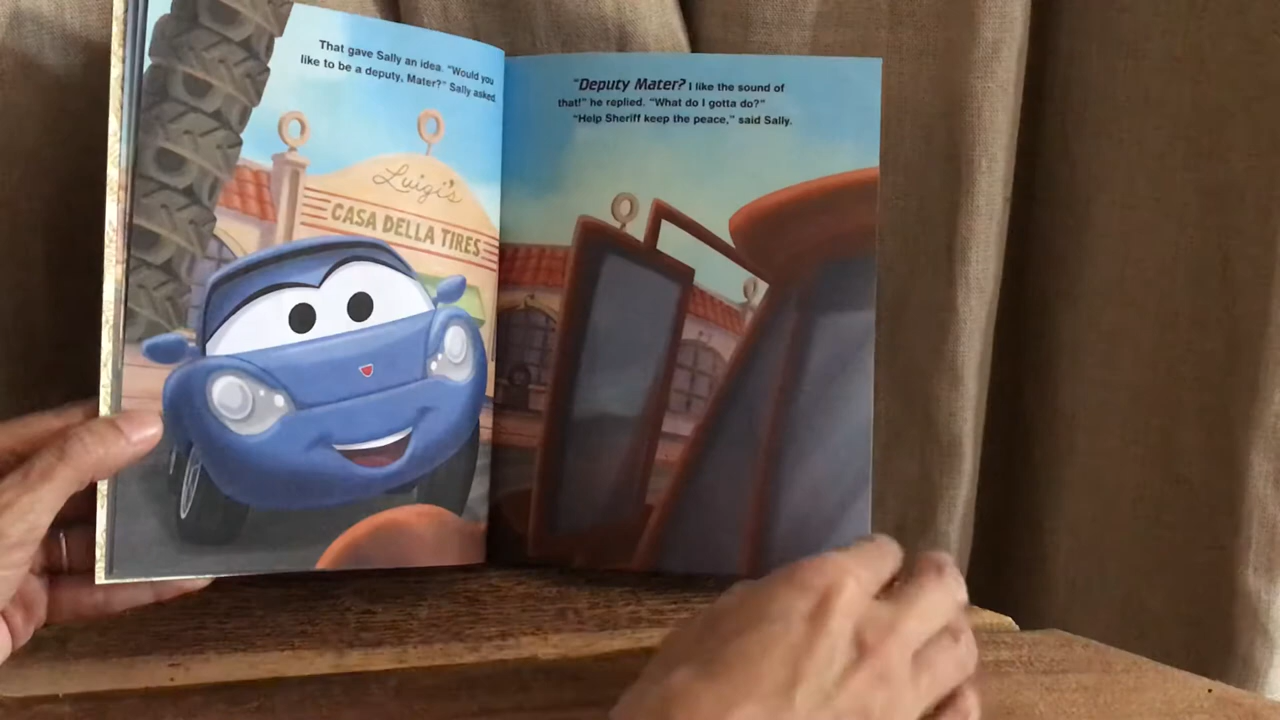 That gave Sally an idea. "Would you
like to be a deputy, Mater?" Sally asked.
Luigi's
CASA DELLA TIRES
"Deputy Mater? I like the sound of
that!" he replied. "What do I gotta do?"
"Help Sheriff keep the peace," said Sally.